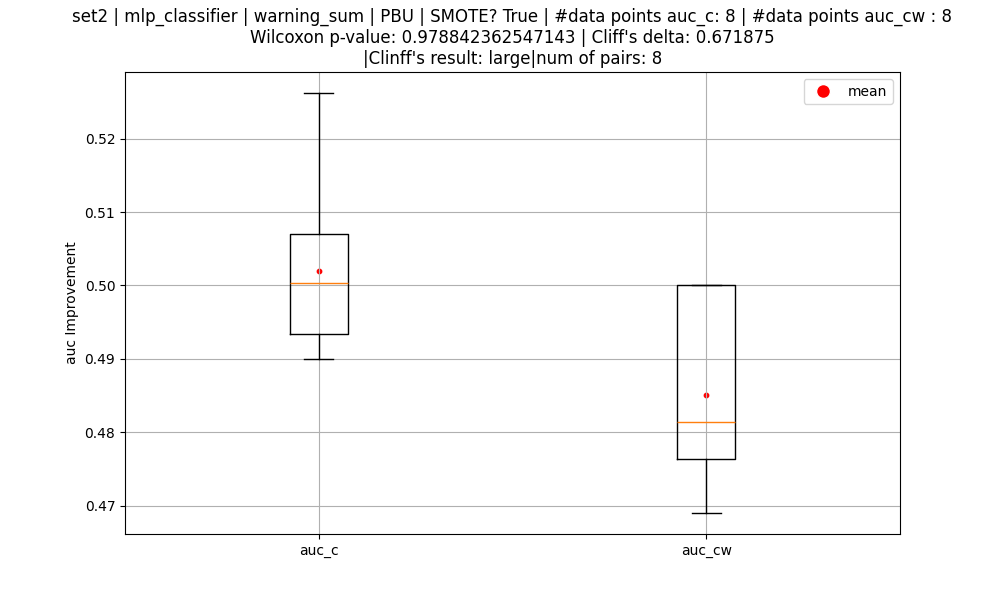 set2 | mlp_classifier | warning_sum | PBU | SMOTE? True | #data points auc_c: 8 | #data points auc_cw : 8
Wilcoxon p-value: 0.978842362547143 | Cliff's delta: 0.671875
|Clinff's result: large|num of pairs: 8
mean
0.52
0.51
0.50
0.49
0.48
0.47
auc Improvement
auc_c
auc_cw